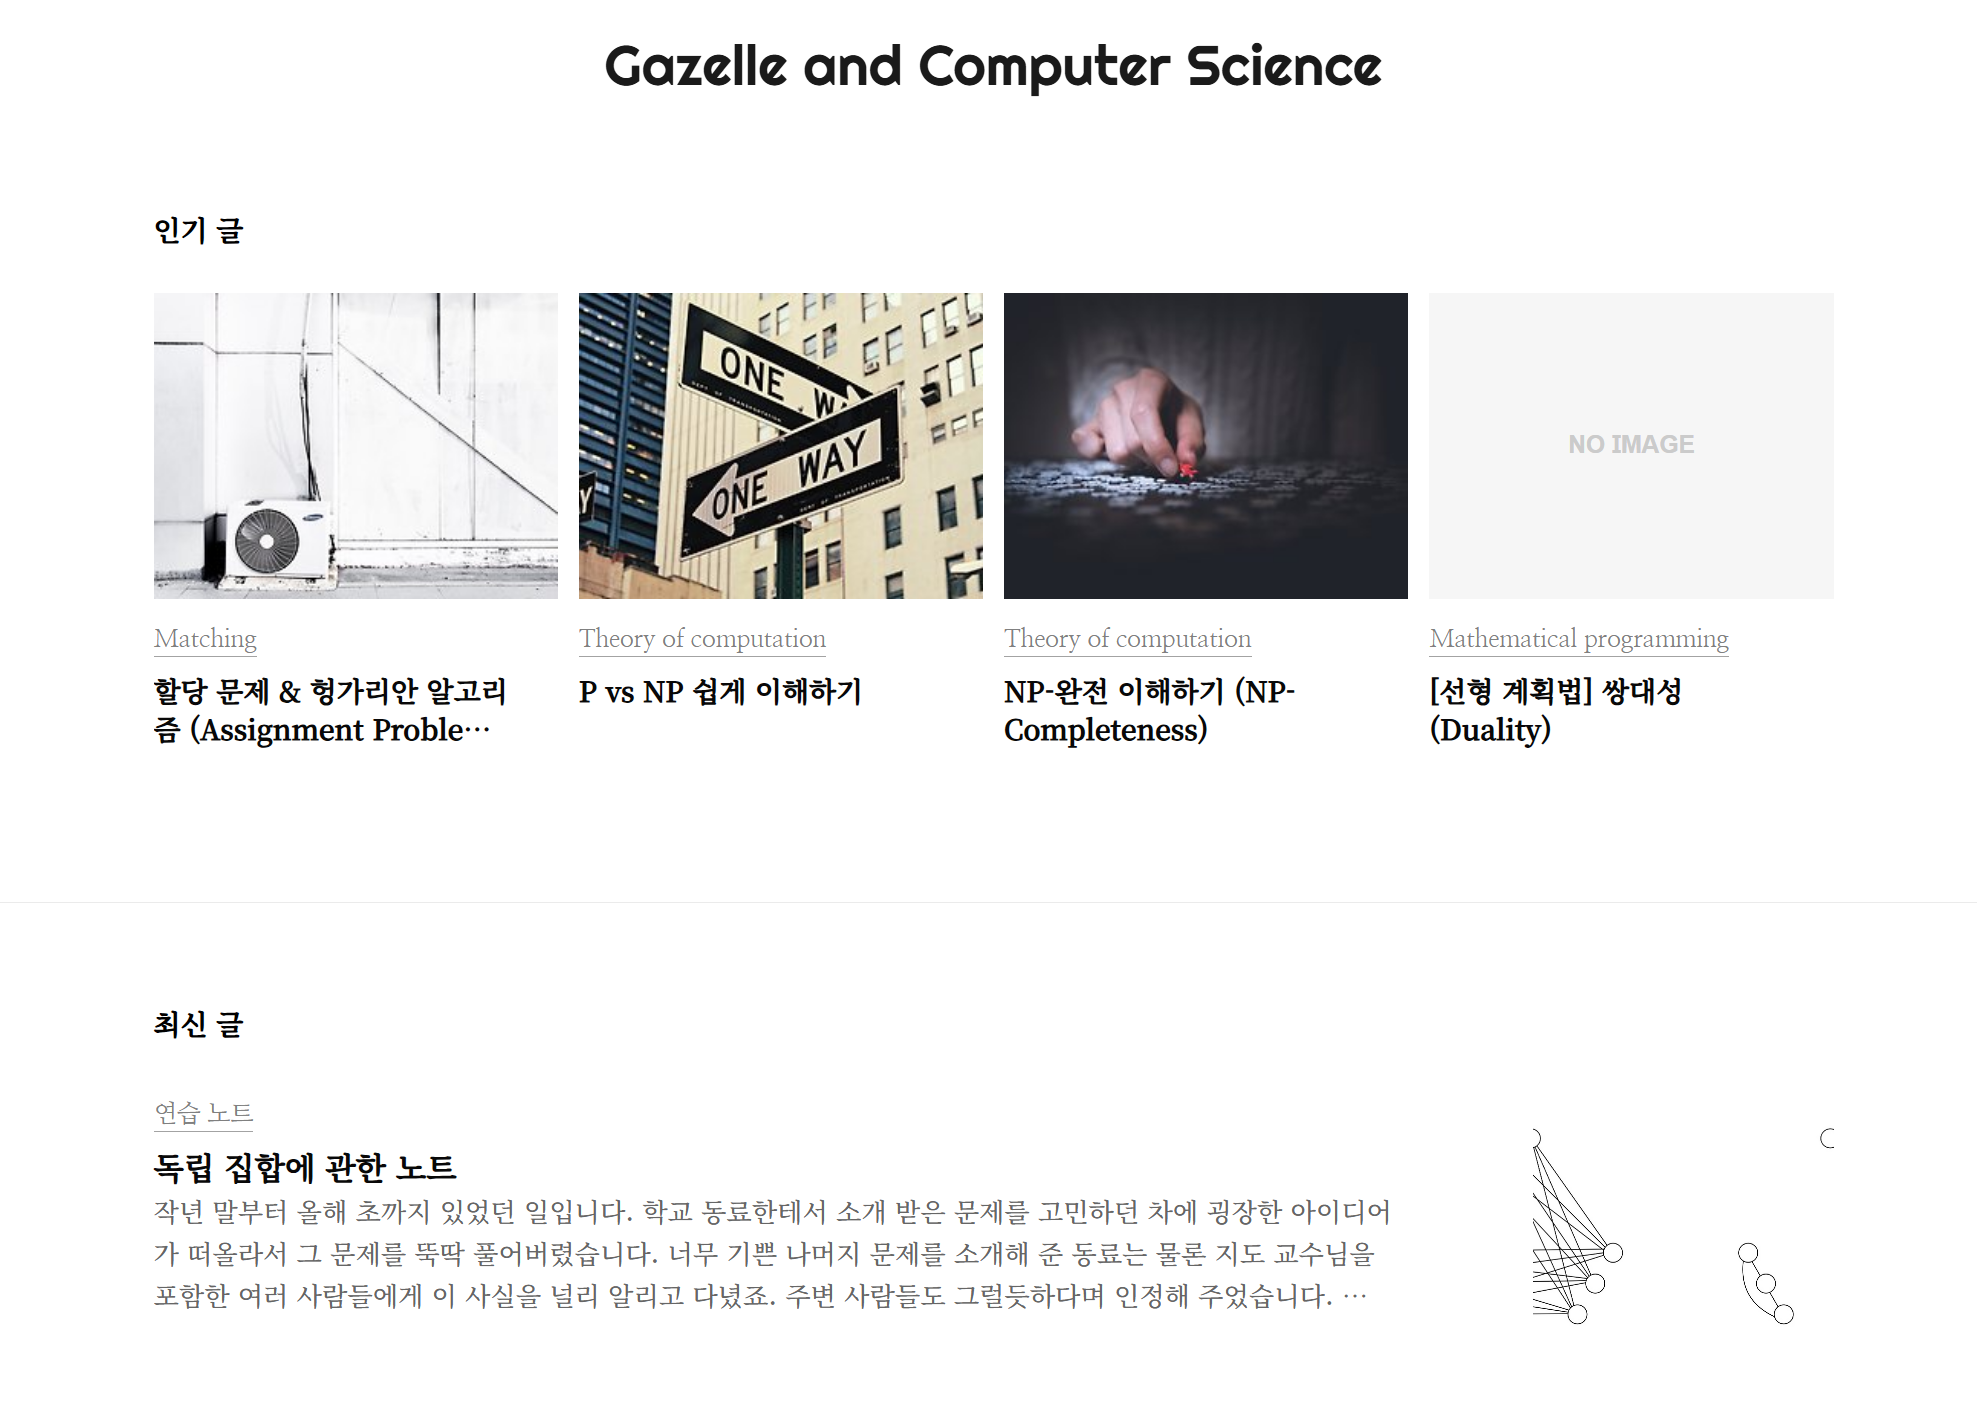 Gazelle and Computer Science
인기 글
ONE WA
ONE WAY
Y
NO IMAGE
Matching
할당 문제 & 헝가리안 알고리
즘 (Assignment Proble…
Theory of computation
P vs NP 쉽게 이해하기
Theory of computation
NP-완전 이해하기 (NP-
Completeness)
Mathematical programming
[선형 계획법] 쌍대성
(Duality)
최신 글
연습 노트
독립 집합에 관한 노트
작년 말부터 올해 초까지 있었던 일입니다. 학교 동료한테서 소개 받은 문제를 고민하던 차에 굉장한 아이디어
가 떠올라서 그 문제를 뚝딱 풀어버렸습니다. 너무 기쁜 나머지 문제를 소개해 준 동료는 물론 지도 교수님을
포함한 여러 사람들에게 이 사실을 널리 알리고 다녔죠. 주변 사람들도 그럴듯하다며 인정해 주었습니다. …